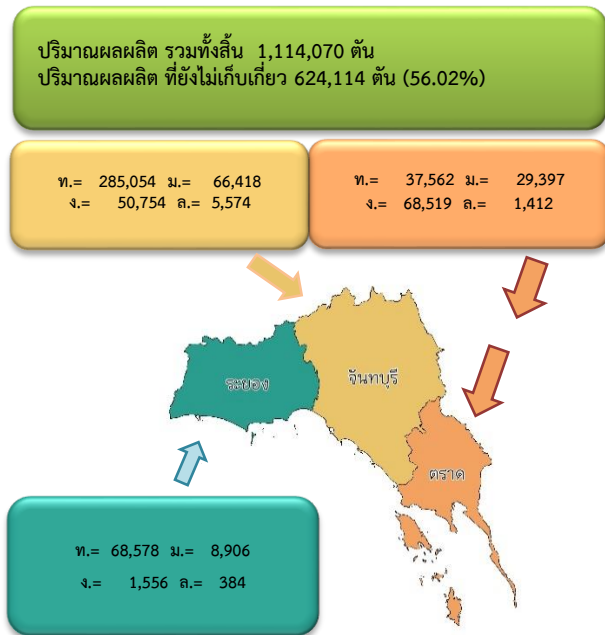 ปริมาณผลผลิต รวมทั้งสิ้น 1,114,070 ตัน
ปริมาณผลผลิต ที่ยังไม่เก็บเกี่ยว 624,114 ตัน (56.02%)
ท.= 285,054 ม.= 66,418
ง.= 50,754 ล.= 5,574
ท.= 37,562 ม.= 29,397
ง.= 68,519 ล.= 1,412
ระยอง
จันทบุรี
ตราด
ท.= 68,578 ม.= 8,906
ง.= 1,556 ล.= 384